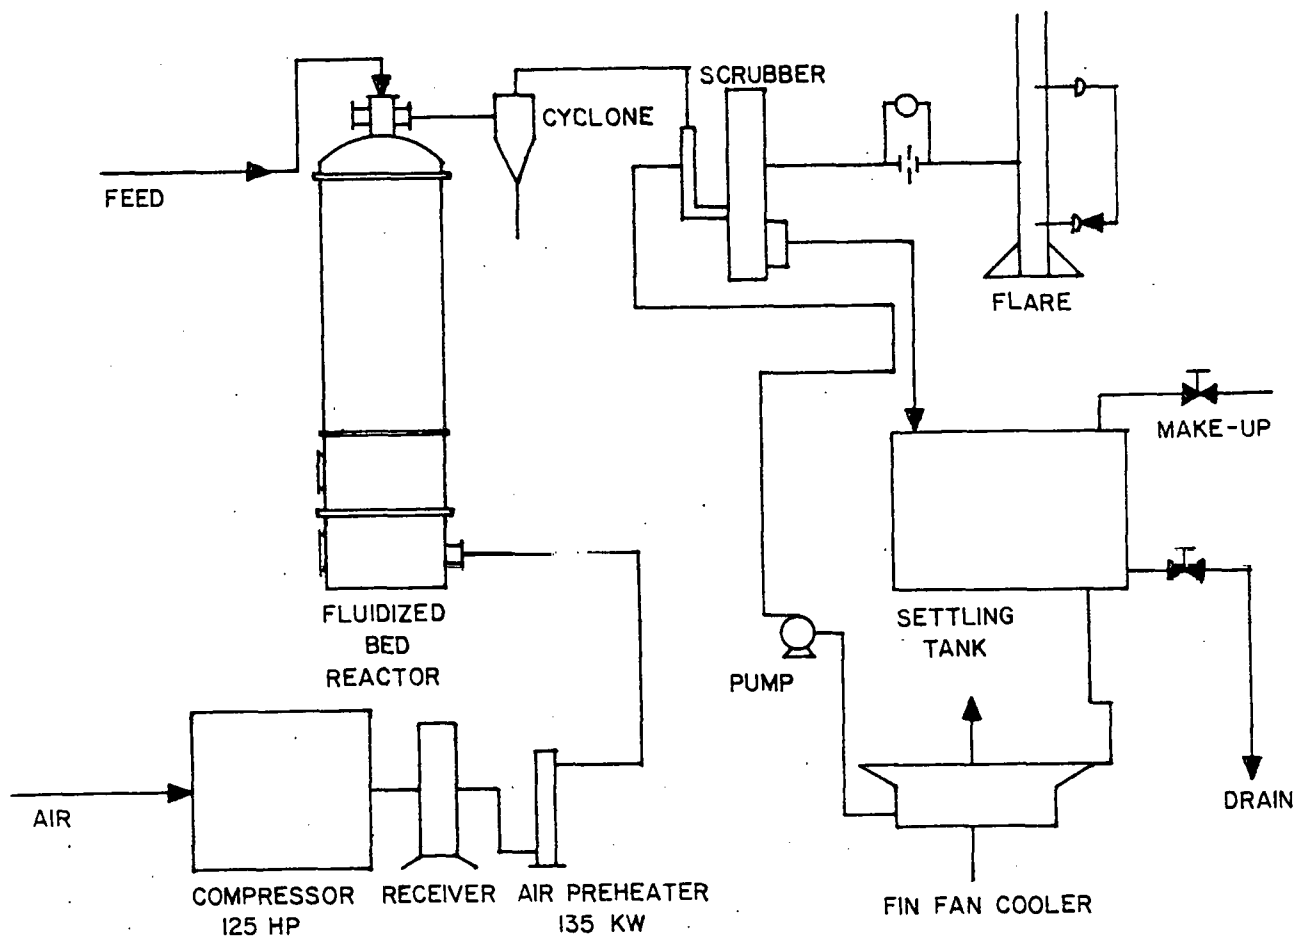 SCRUBBER
CYCLONE
FEED
FLARE
MAKE-UP
FLUIDIZED
BED
REACTOR
SETTLING
TANK
PUMP
AIR
DRAIN
COMPRESSOR
125 HP
RECEIVER
AIR PREHEATER
135 KW
FIN FAN COOLER